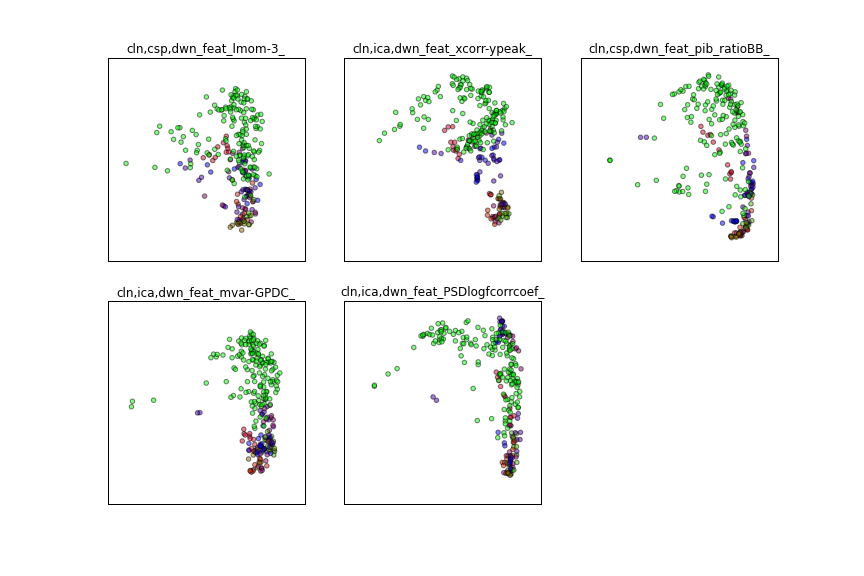 cln,csp,dwn_feat_lmom-3_
cln,ica,dwn_feat_xcorr-ypeak_
cln,csp,dwn_feat_pib_ratioBB_
cln,ica,dwn_feat_mvar-GPDC_
cln,ica,dwn_feat_PSDlogfcorrcoef_